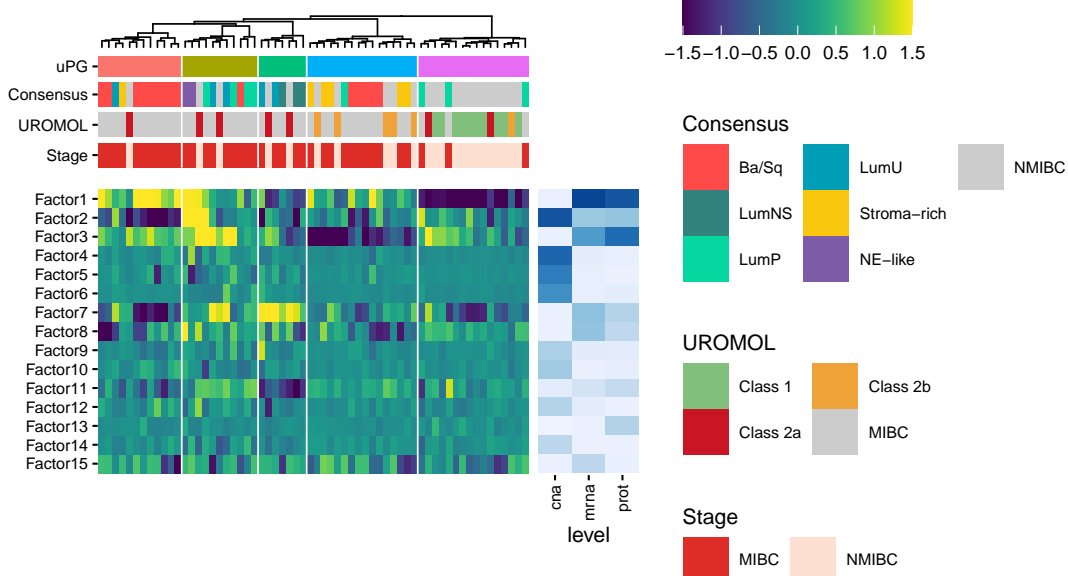 −1.5−1.0−0.5 0.0 0.5 1.0 1.5
uPG
Consensus
UROMOL
Stage
Factor1
Factor2
Factor3
Factor4
Factor5
Factor6
Factor7
Factor8
Factor9
Factor10
Factor11
Factor12
Factor13
Factor14
Factor15
cna
mrna
prot
level
Consensus
Ba/Sq LumU NMIBC
LumNS Stroma−rich
LumP NE−like
UROMOL
Class 1 Class 2b
Class 2a MIBC
Stage
MIBC NMIBC